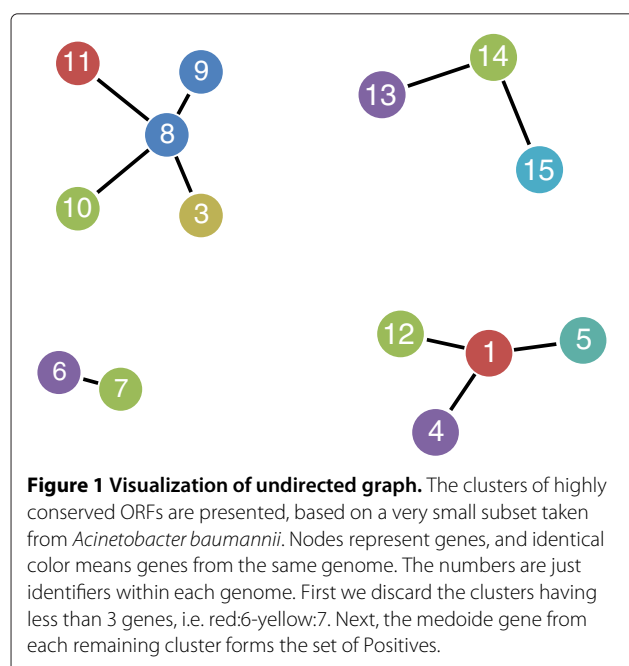 11
9
14
13
8
15
10
3
12
1
5
6
7
4
Figure 1 Visualization of undirected graph. The clusters of highly
conserved ORFs are presented, based on a very small subset taken
from Acinetobacter baumannii. Nodes represent genes, and identical
color means genes from the same genome. The numbers are just
identifiers within each genome. First we discard the clusters having
less than 3 genes, i.e. red:6-yellow:7. Next, the medoide gene from
each remaining cluster forms the set of Positives.